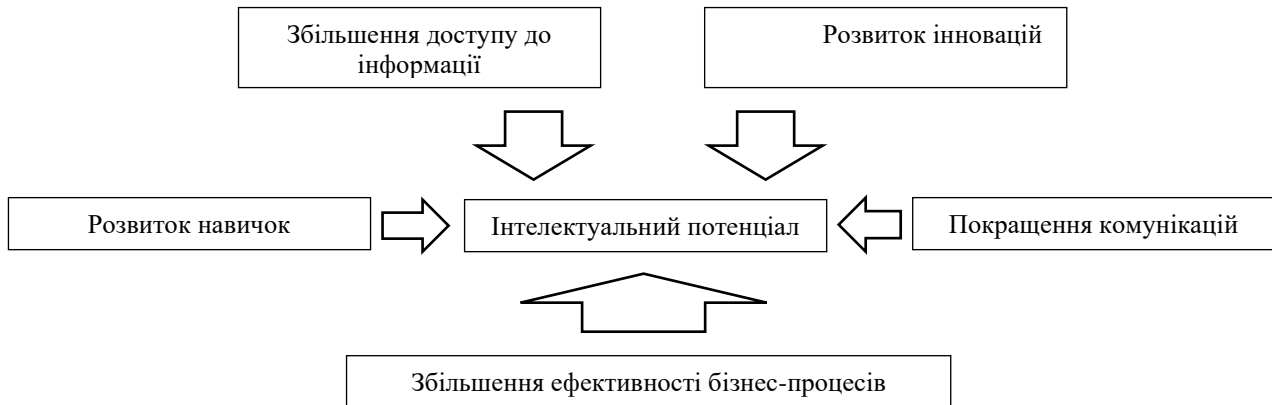 Збільшення доступу до
інформації
Розвиток інновацій
Розвиток навичок
Інтелектуальний потенціал
Покращення комунікацій
Збільшення ефективності бізнес-процесів